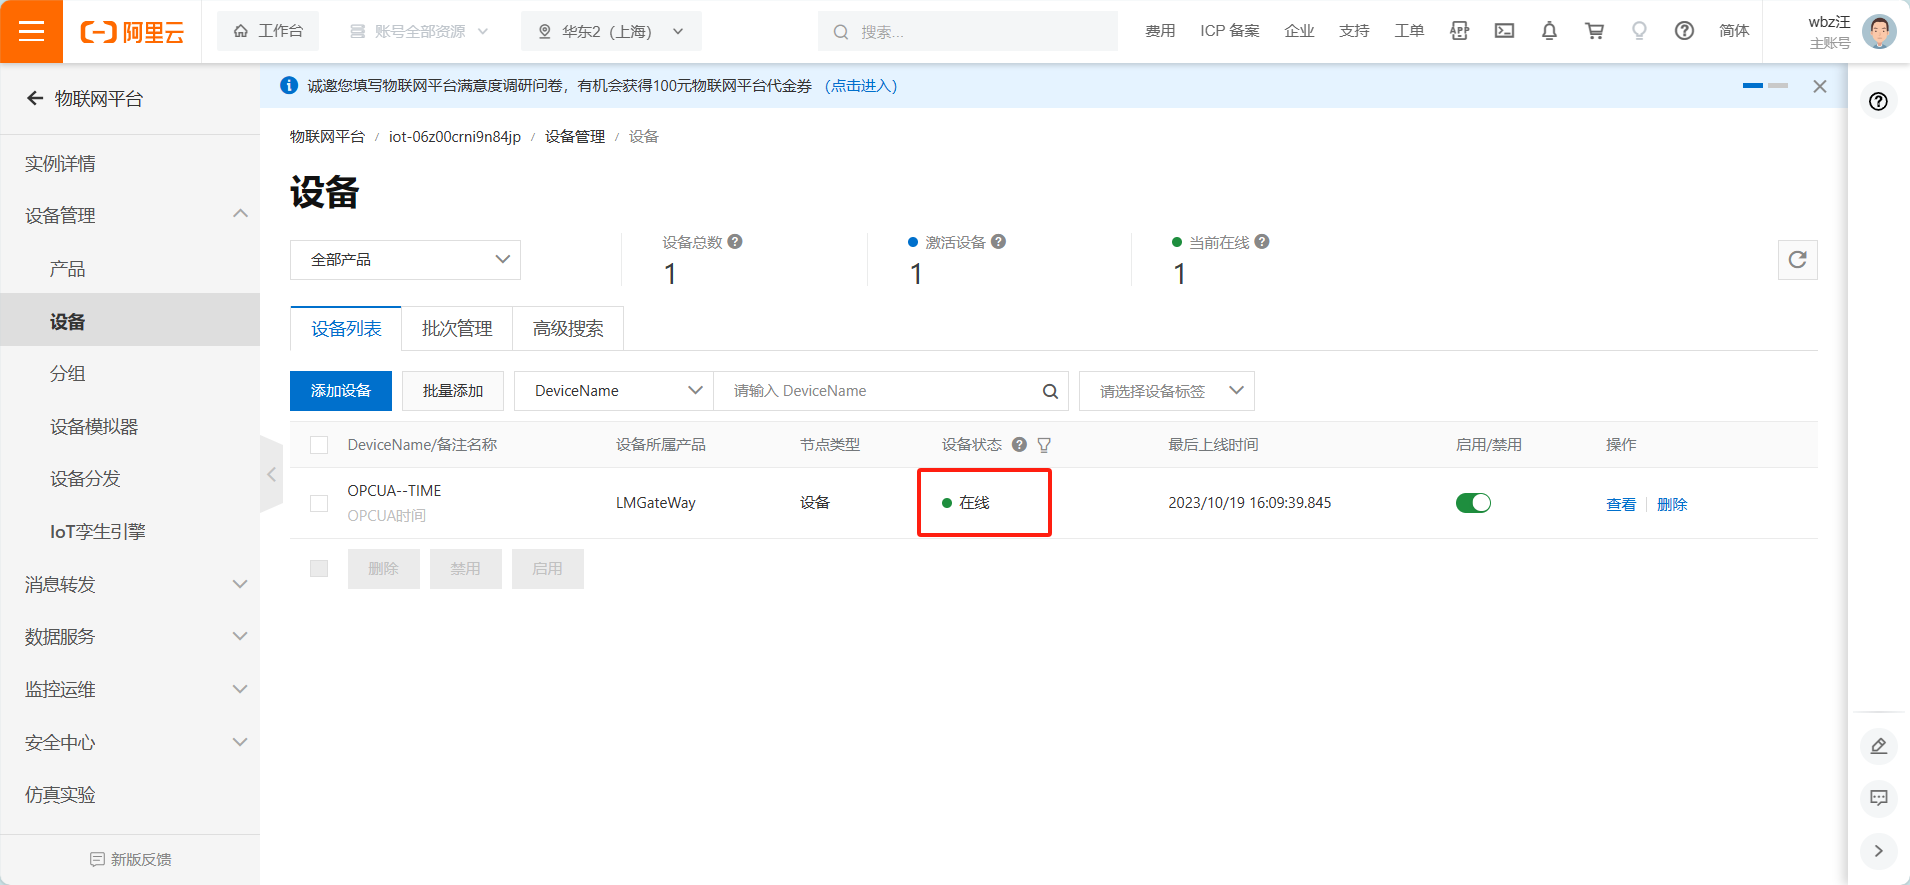 阿里云
工作台
账号全部资源
华东2（上海）
搜索...
费用
ICP 备案
企业
支持
工单
APP
简体
wbz汪
主账号
物联网平台
实例详情
设备管理
产品
设备
分组
设备模拟器
设备分发
IoT孪生引擎
消息转发
数据服务
监控运维
安全中心
仿真实验
新版反馈
诚邀您填写物联网平台满意度调研问卷，有机会获得100元物联网平台代金券 （点击进入）
物联网平台 / iot-06z00crni9n84jp / 设备管理 / 设备
设备
全部产品
设备总数
1
激活设备
1
当前在线
1
设备列表
批次管理
高级搜索
添加设备
批量添加
DeviceName
请输入 DeviceName
请选择设备标签
DeviceName/备注名称 设备所属产品 节点类型 设备状态 最后上线时间 启用/禁用 操作
OPCUA--TIME LMGateWay 设备 在线 2023/10/19 16:09:39.845 查看 删除
OPCUA时间
删除 禁用 启用